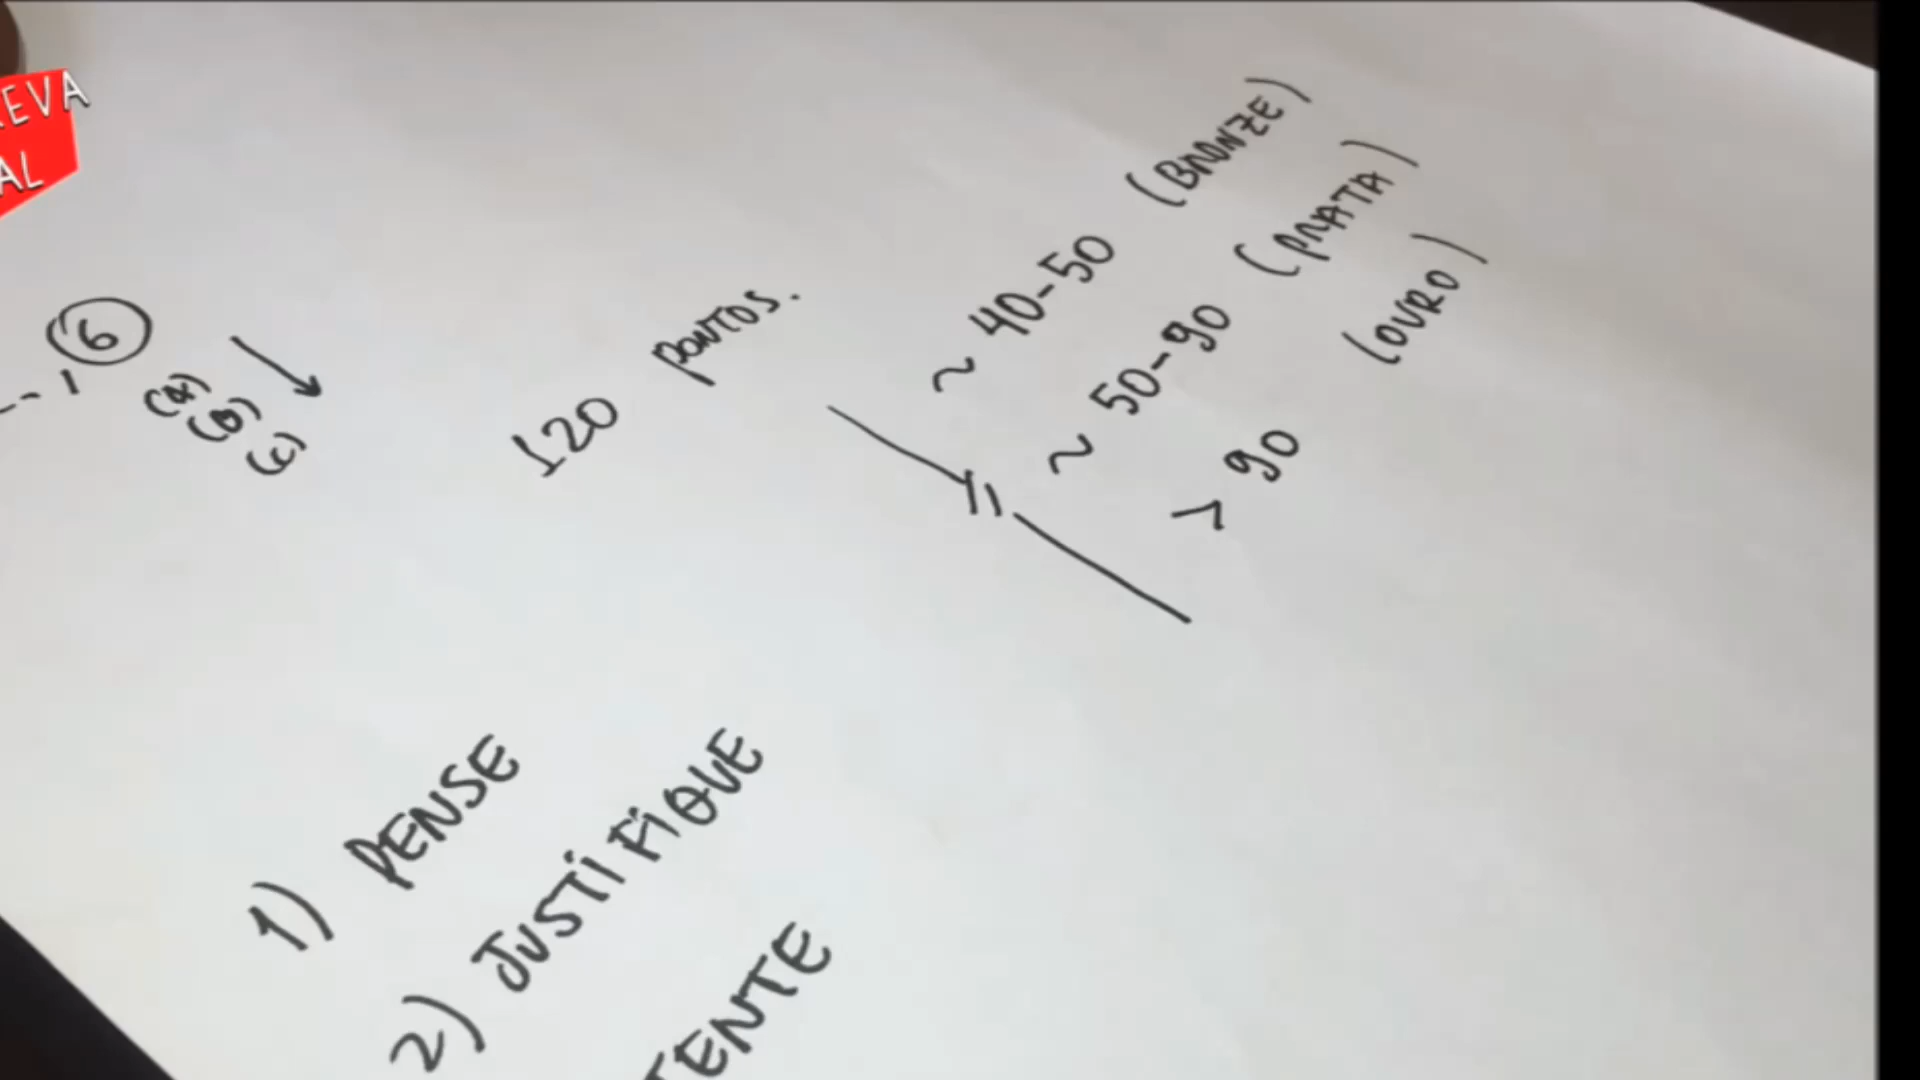 EVA
AL
6
(A)
(B)
(C)
120 PONTOS.
~ 40-50 (BRONZE)
~ 50-90 (PRATA)
> 90 (OURO)
1) PENSE
2) JUSTIFIQUE
TENTE